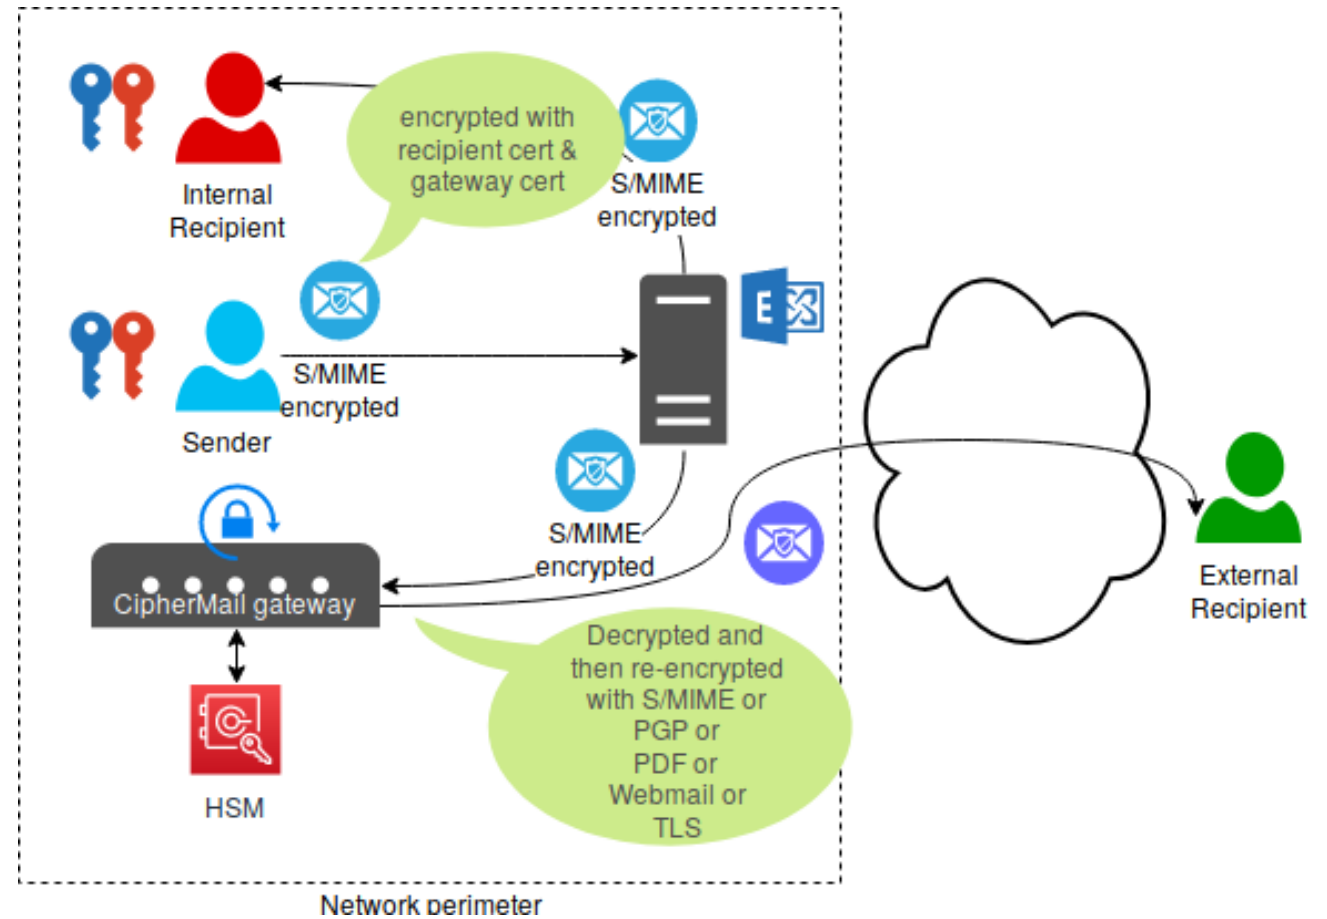 encrypted with
recipient cert &
gateway cert
S/MIME
encrypted
Internal
Recipient
E
S/MIME
encrypted
Sender
S/MIME
encrypted
CipherMail gateway
External
Recipient
Decrypted and
then re-encrypted
with S/MIME or
PGP or
PDF or
Webmail or
TLS
HSM
Network perimeter